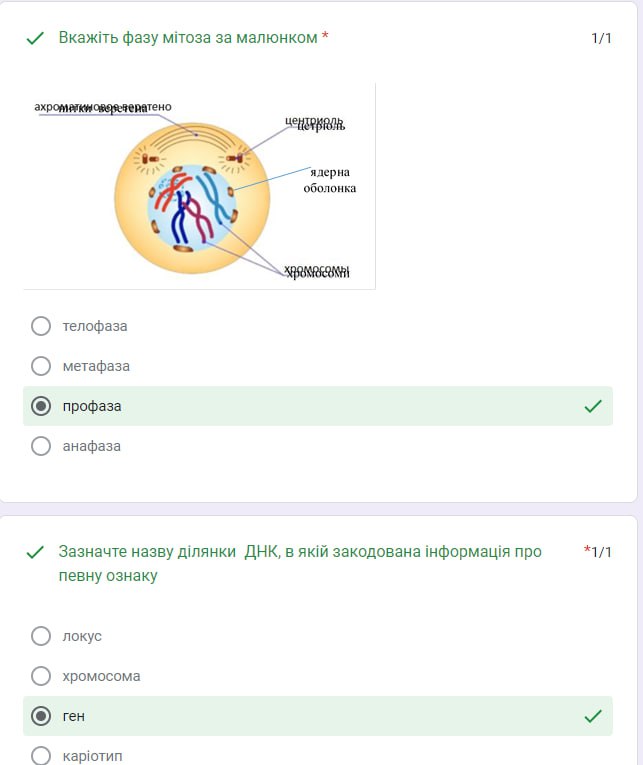 Вкажіть фазу мітоза за малюнком *
1/1
ахроматиновое веретено
нитки веретена
центриоль
цетріоль
ядерна
оболонка
хромосомы
хромосоми
телофаза
метафаза
профаза
анафаза
Зазначте назву ділянки ДНК, в якій закодована інформація про
*1/1
певну ознаку
локус
хромосома
ген
каріотип